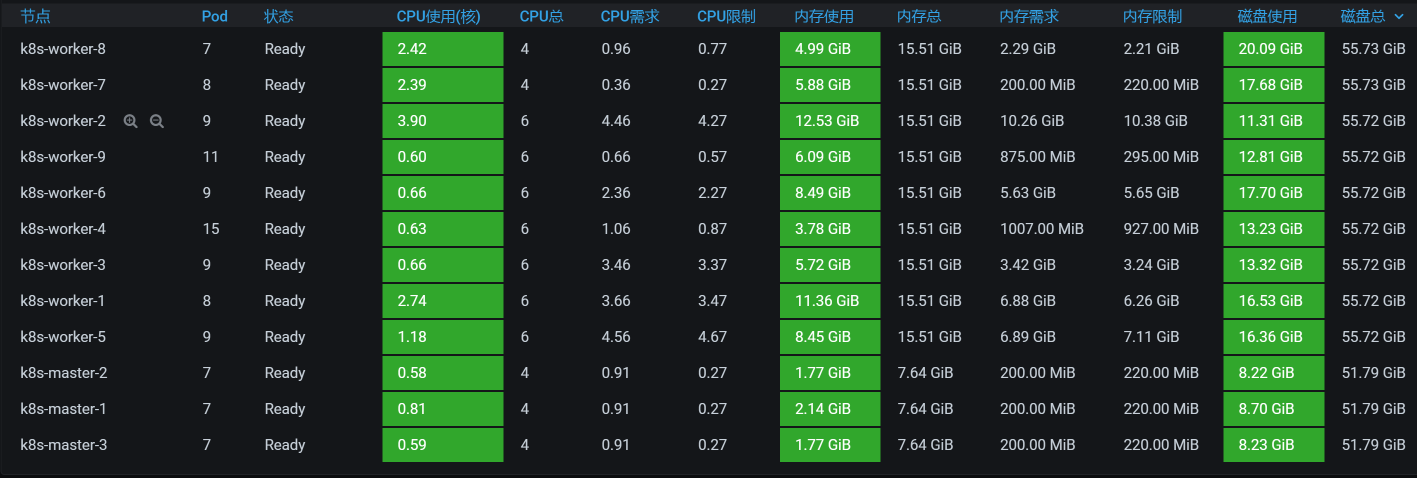 节点 Pod 状态 CPU使用(核) CPU总 CPU需求 CPU限制 内存使用 内存总 内存需求 内存限制 磁盘使用 磁盘总
k8s-worker-8 7 Ready 2.42 4 0.96 0.77 4.99 GiB 15.51 GiB 2.29 GiB 2.21 GiB 20.09 GiB 55.73 GiB
k8s-worker-7 8 Ready 2.39 4 0.36 0.27 5.88 GiB 15.51 GiB 200.00 MiB 220.00 MiB 17.68 GiB 55.73 GiB
k8s-worker-2 9 Ready 3.90 6 4.46 4.27 12.53 GiB 15.51 GiB 10.26 GiB 10.38 GiB 11.31 GiB 55.72 GiB
k8s-worker-9 11 Ready 0.60 6 0.66 0.57 6.09 GiB 15.51 GiB 875.00 MiB 295.00 MiB 12.81 GiB 55.72 GiB
k8s-worker-6 9 Ready 0.66 6 2.36 2.27 8.49 GiB 15.51 GiB 5.63 GiB 5.65 GiB 17.70 GiB 55.72 GiB
k8s-worker-4 15 Ready 0.63 6 1.06 0.87 3.78 GiB 15.51 GiB 1007.00 MiB 927.00 MiB 13.23 GiB 55.72 GiB
k8s-worker-3 9 Ready 0.66 6 3.46 3.37 5.72 GiB 15.51 GiB 3.42 GiB 3.24 GiB 13.32 GiB 55.72 GiB
k8s-worker-1 8 Ready 2.74 6 3.66 3.47 11.36 GiB 15.51 GiB 6.88 GiB 6.26 GiB 16.53 GiB 55.72 GiB
k8s-worker-5 9 Ready 1.18 6 4.56 4.67 8.45 GiB 15.51 GiB 6.89 GiB 7.11 GiB 16.36 GiB 55.72 GiB
k8s-master-2 7 Ready 0.58 4 0.91 0.27 1.77 GiB 7.64 GiB 200.00 MiB 220.00 MiB 8.22 GiB 51.79 GiB
k8s-master-1 7 Ready 0.81 4 0.91 0.27 2.14 GiB 7.64 GiB 200.00 MiB 220.00 MiB 8.70 GiB 51.79 GiB
k8s-master-3 7 Ready 0.59 4 0.91 0.27 1.77 GiB 7.64 GiB 200.00 MiB 220.00 MiB 8.23 GiB 51.79 GiB